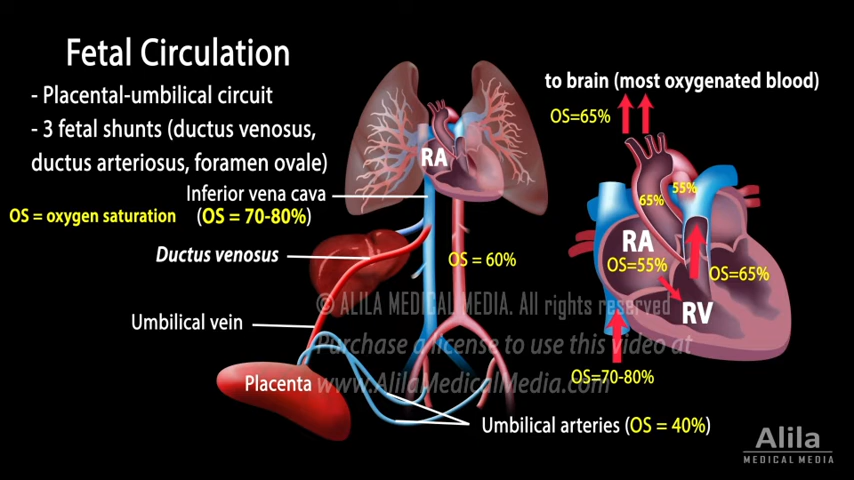 Fetal Circulation
- Placental-umbilical circuit
- 3 fetal shunts (ductus venosus,
ductus arteriosus, foramen ovale)
Inferior vena cava
OS = oxygen saturation
(OS = 70-80%)
Ductus venosus
Umbilical vein
Placenta
RA
OS = 60%
Umbilical arteries (OS = 40%)
to brain (most oxygenated blood)
OS=65%
55%
65%
RA
OS=55%
OS=65%
RV
OS=70-80%
© ALILA MEDICAL MEDIA. All rights reserved
Purchase a license to use this video at
www.AlilaMedicalMedia.com
Alila
MEDICAL MEDIA